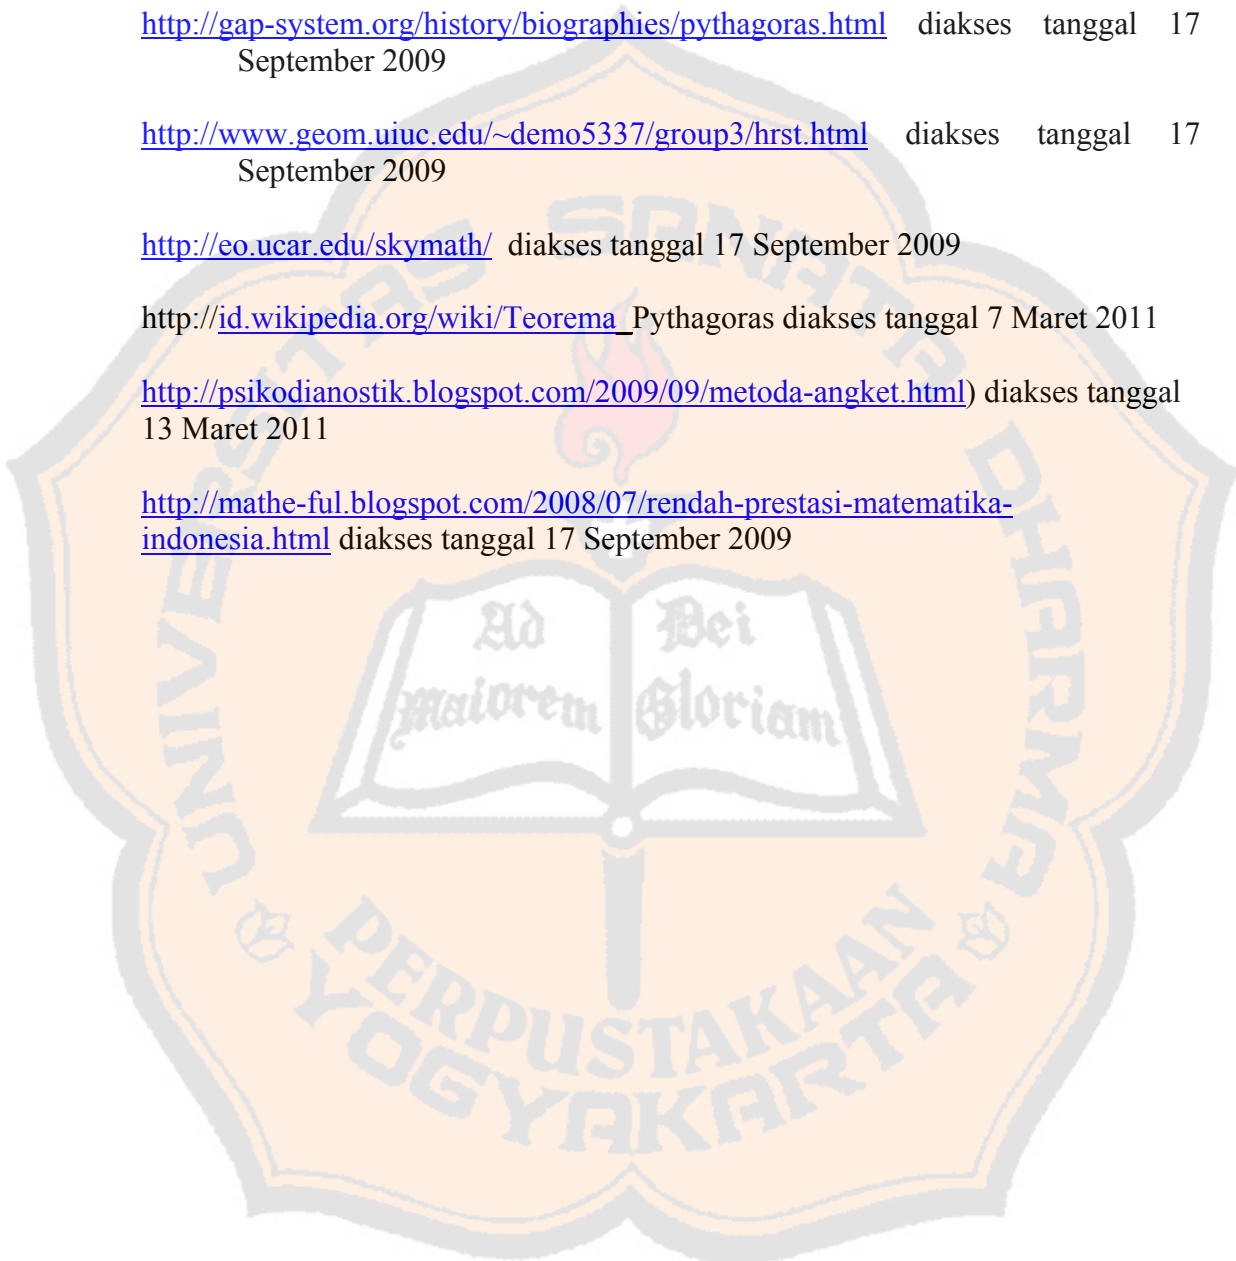 http://gap-system.org/history/biographies/pythagoras.html diakses tanggal 17
September 2009
http://www.geom.uiuc.edu/~demo5337/group3/hrst.html diakses tanggal 17
September 2009
http://eo.ucar.edu/skymath/ diakses tanggal 17 September 2009
http://id.wikipedia.org/wiki/Teorema_Pythagoras diakses tanggal 7 Maret 2011
http://psikodianostik.blogspot.com/2009/09/metoda-angket.html) diakses tanggal
13 Maret 2011
http://mathe-ful.blogspot.com/2008/07/rendah-prestasi-matematika-
indonesia.html diakses tanggal 17 September 2009
UNIVERSITAS SANATA DHARMA
Ad Dei
maiorem Gloriam
PERPUSTAKAAN
YOGYAKARTA